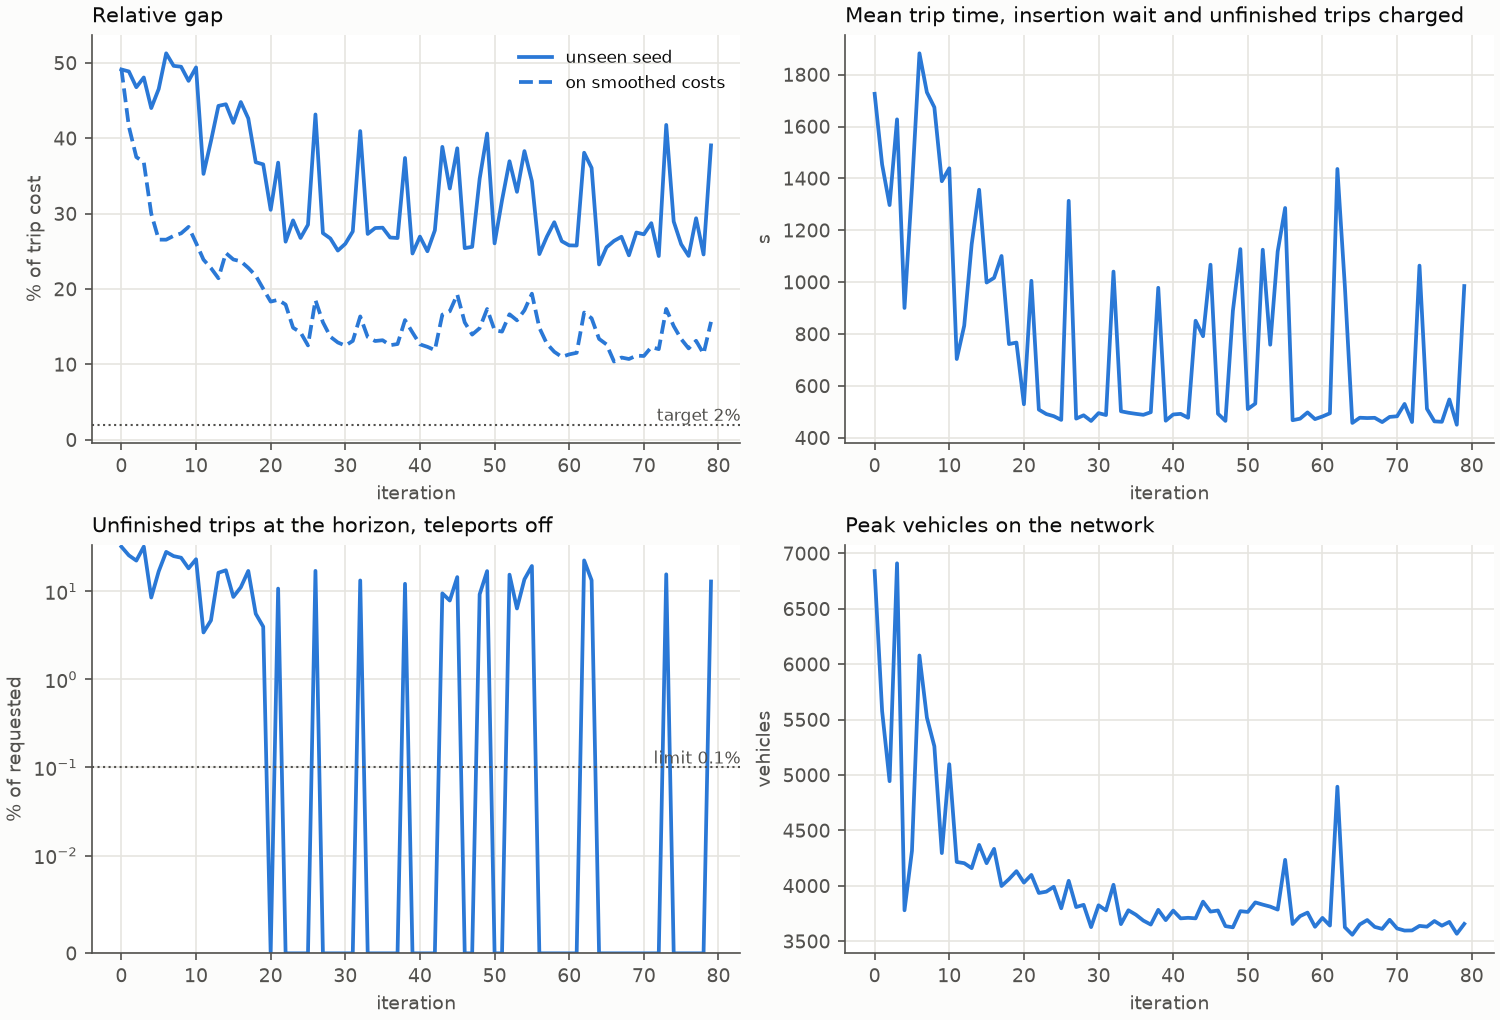 Relative gap
% of trip cost
50
40
30
20
10
0
unseen seed
on smoothed costs
target 2%
0 10 20 30 40 50 60 70 80
iteration
Mean trip time, insertion wait and unfinished trips charged
s
1800
1600
1400
1200
1000
800
600
400
0 10 20 30 40 50 60 70 80
iteration
Unfinished trips at the horizon, teleports off
% of requested
10¹
10⁰
10⁻¹
10⁻²
0
limit 0.1%
0 10 20 30 40 50 60 70 80
iteration
Peak vehicles on the network
vehicles
7000
6500
6000
5500
5000
4500
4000
3500
0 10 20 30 40 50 60 70 80
iteration